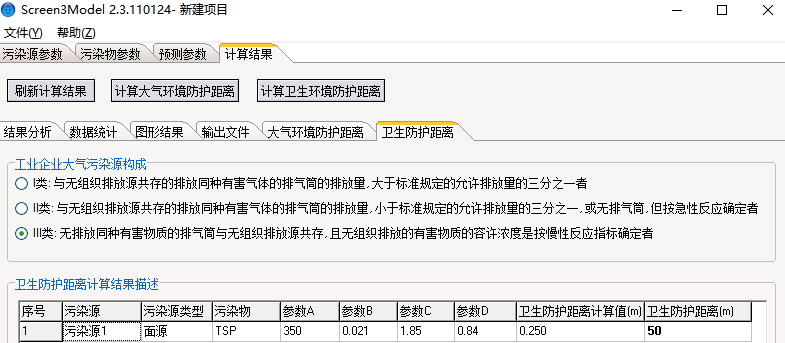 Screen3Model 2.3.110124- 新建项目
文件(Y) 帮助(Z)
污染源参数 污染物参数 预测参数 计算结果
刷新计算结果 计算大气环境防护距离 计算卫生环境防护距离
结果分析 数据统计 图形结果 输出文件 大气环境防护距离 卫生防护距离
工业企业大气污染源构成
I类: 与无组织排放源共存的排放同种有害气体的排气筒的排放量,大于标准规定的允许排放量的三分之一者
II类: 与无组织排放源共存的排放同种有害气体的排气筒的排放量,小于标准规定的允许排放量的三分之一,或无排气筒,但按急性反应确定者
III类: 无排放同种有害物质的排气筒与无组织排放源共存,且无组织排放的有害物质的容许浓度是按慢性反应指标确定者
卫生防护距离计算结果描述
序号 污染源 污染源类型 污染物 参数A 参数B 参数C 参数D 卫生防护距离计算值(m) 卫生防护距离(m)
1 污染源1 面源 TSP 350 0.021 1.85 0.84 0.250 50